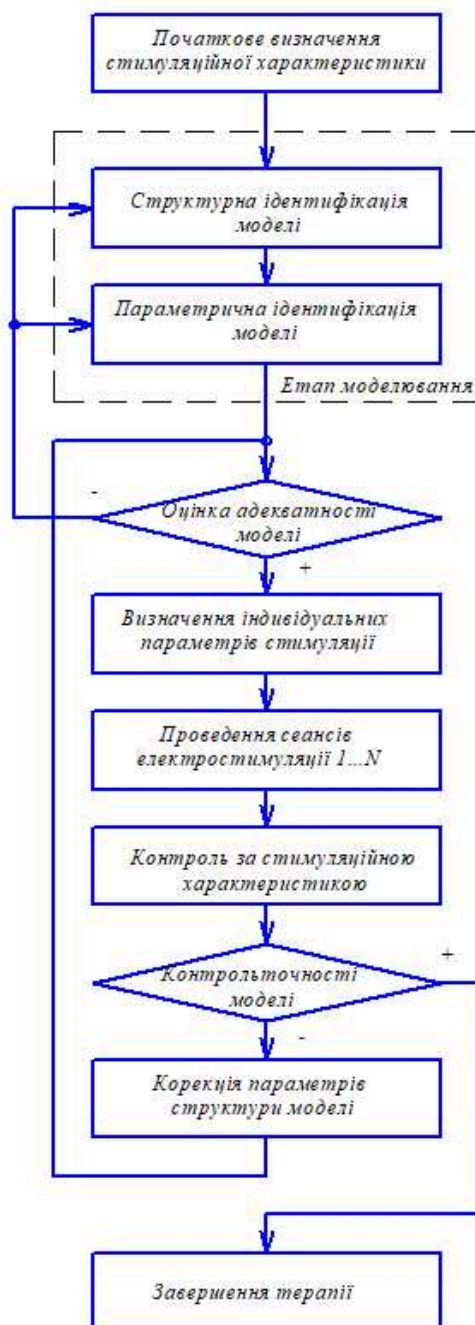 Початкове визначення
стимуляційної характеристики
Структурна ідентифікація
моделі
Параметрична ідентифікація
моделі
Етап моделювання
-
Оцінка адекватності
моделі
+
Визначення індивідуальних
параметрів стимуляції
Проведення сеансів
електростимуляції 1...N
Контроль за стимуляційною
характеристикою
+
Контрольточності
моделі
-
Корекція параметрів
структури моделі
Завершення терапії